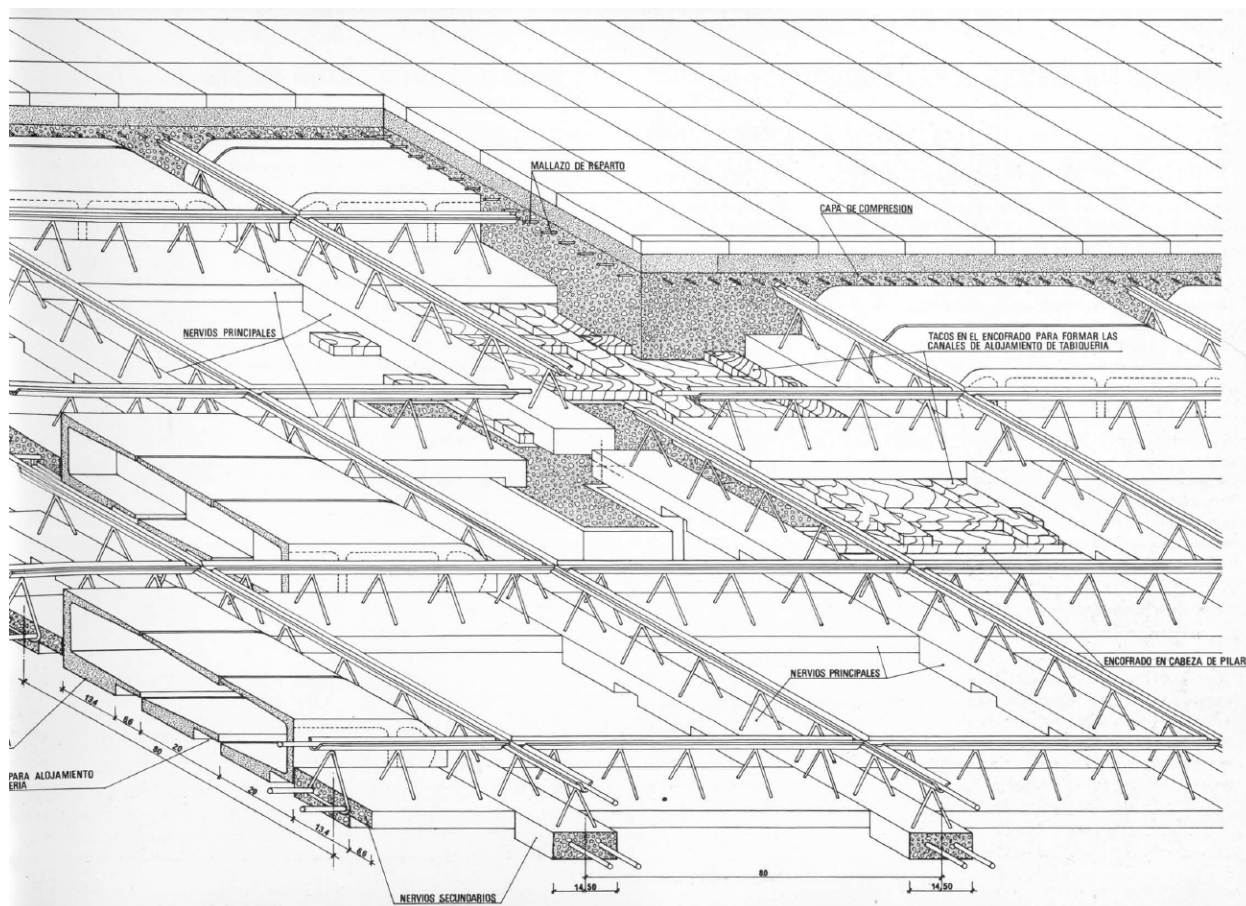 MALLAZO DE REPARTO
CAPA DE COMPRESION
NERVIOS PRINCIPALES
TACOS EN EL ENCOFRADO PARA FORMAR LAS
CANALES DE ALOJAMIENTO DE TABIQUERIA
ENCOFRADO EN CABEZA DE PILAR
NERVIOS PRINCIPALES
13,4
6,6
20
80
20
13,4
6,6
A
PARA ALOJAMIENTO
ERIA
NERVIOS SECUNDARIOS
14,50
80
14,50